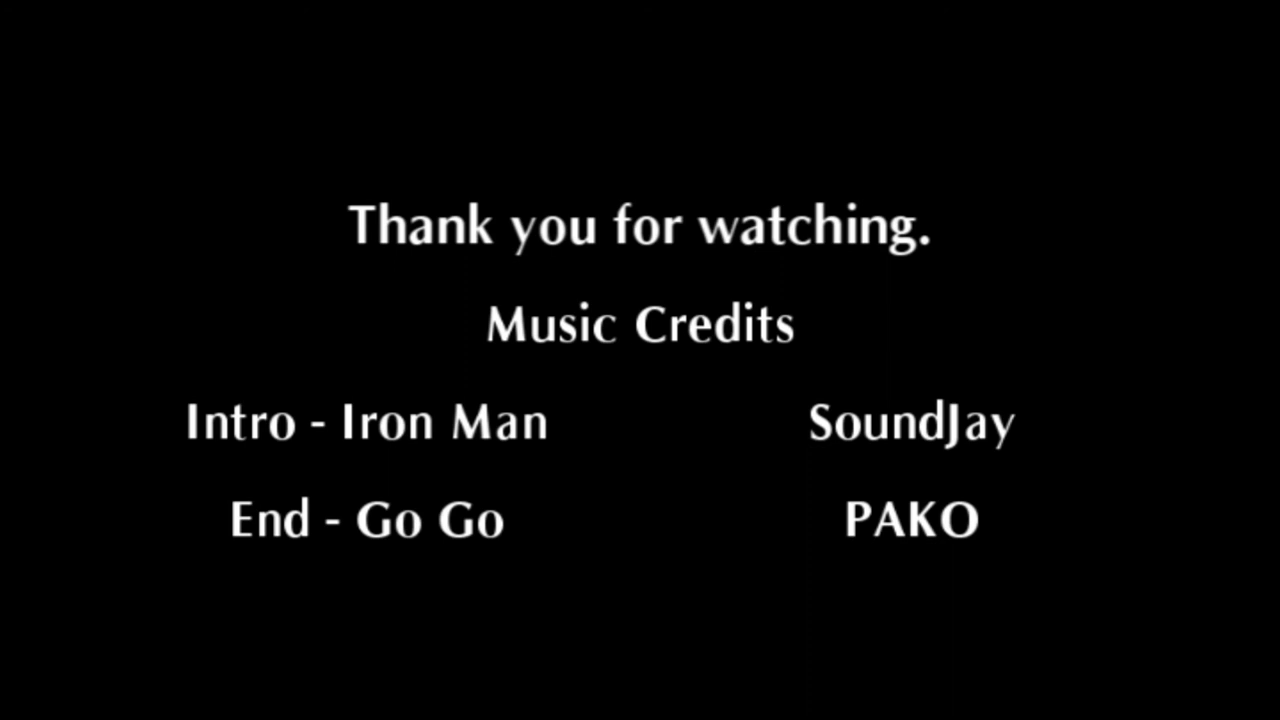 Thank you for watching.
Music Credits
Intro - Iron Man SoundJay
End - Go Go PAKO